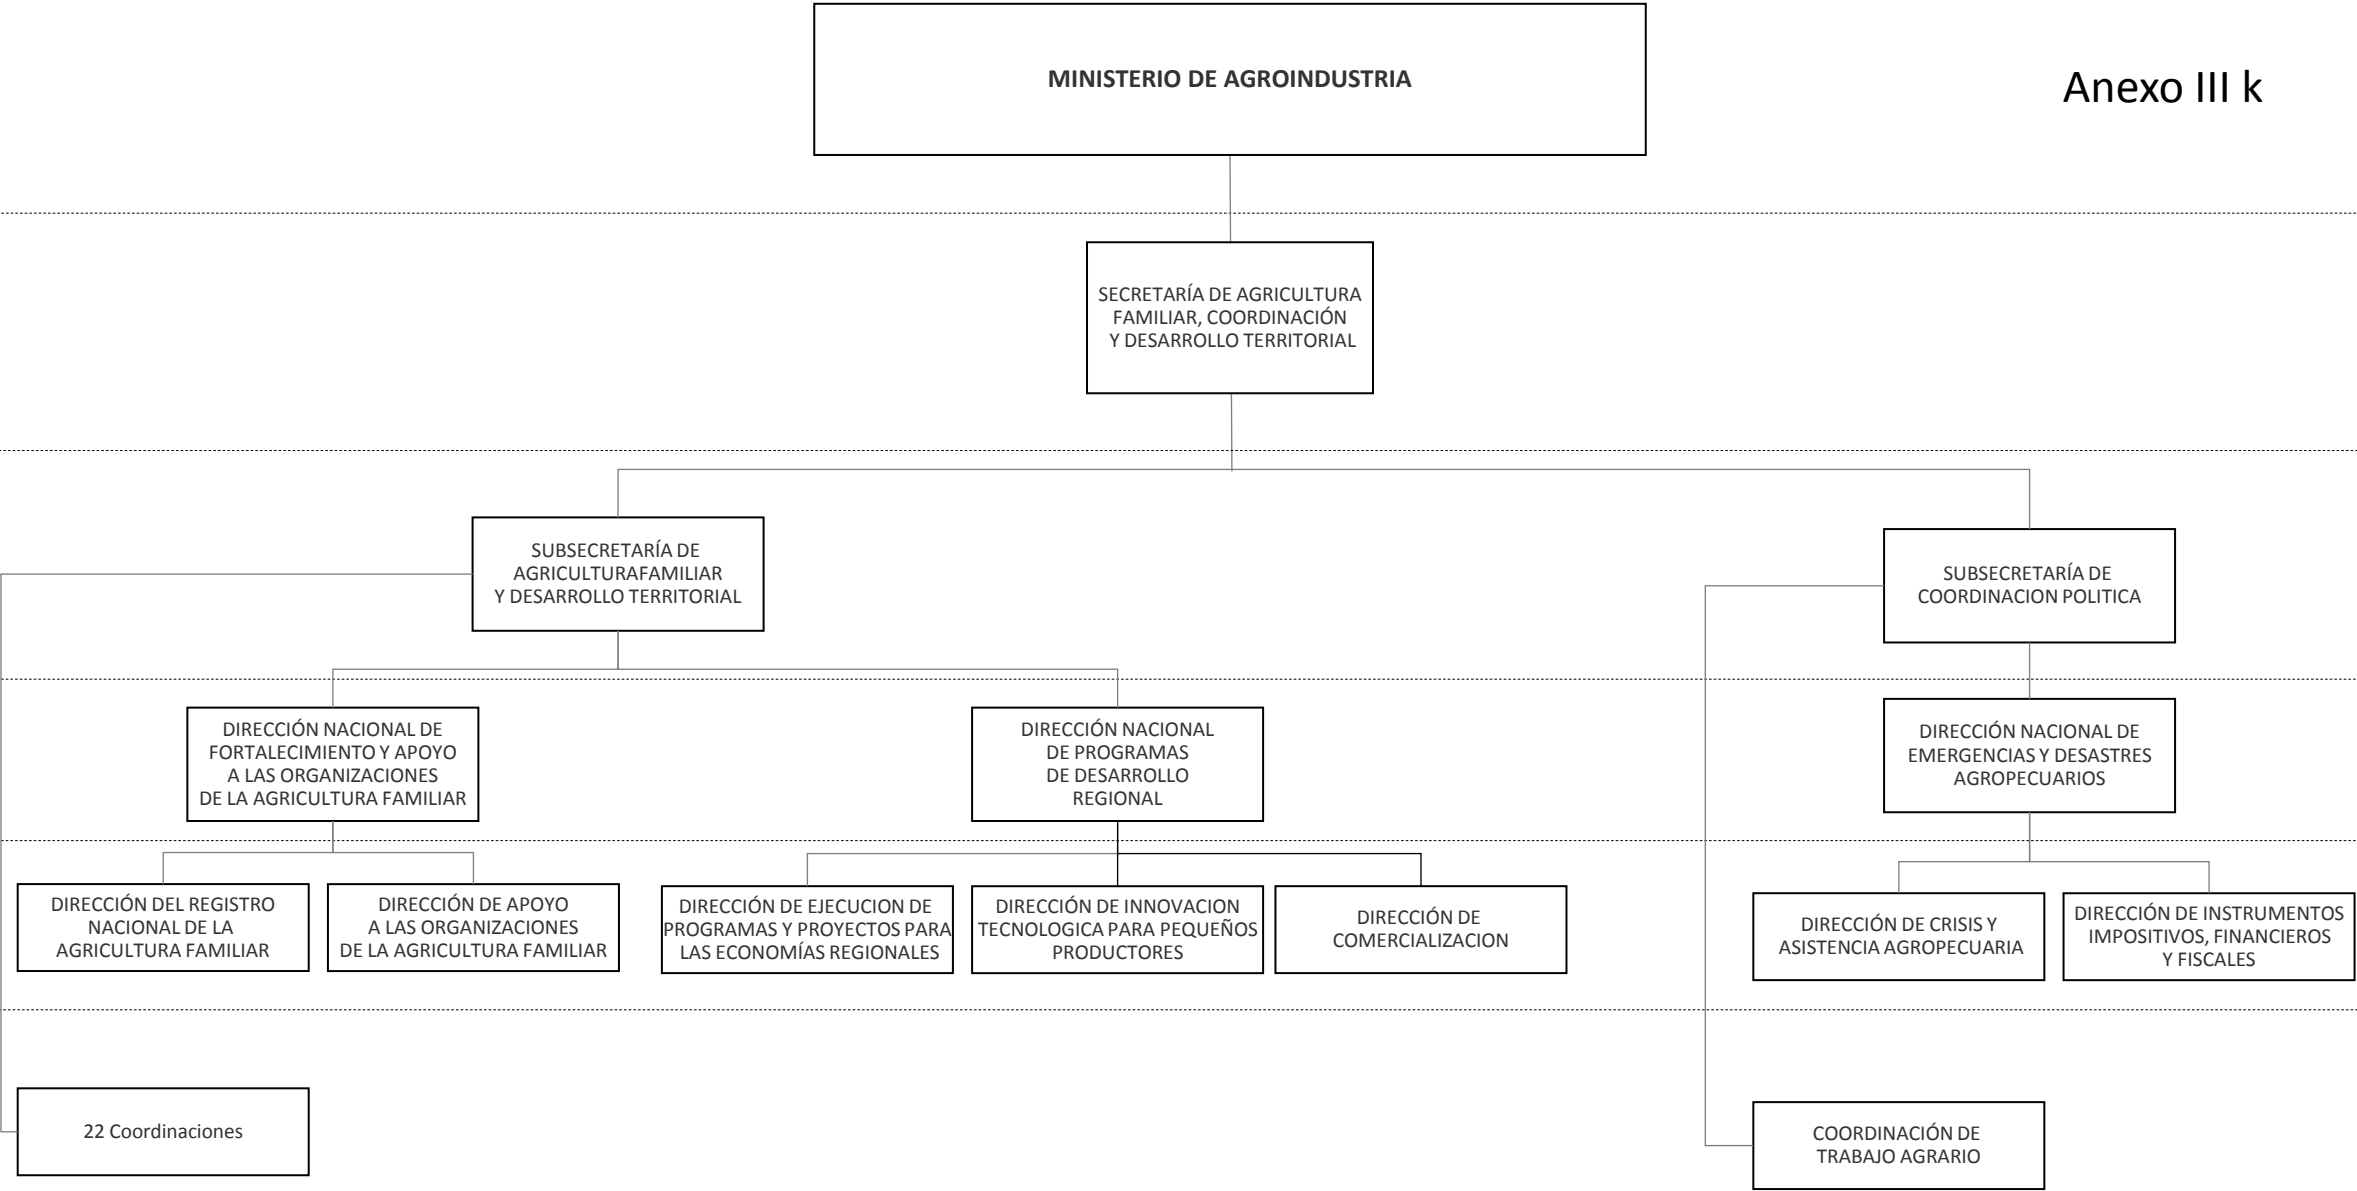 MINISTERIO DE AGROINDUSTRIA
Anexo III k
SECRETARÍA DE AGRICULTURA
FAMILIAR, COORDINACIÓN
Y DESARROLLO TERRITORIAL
SUBSECRETARÍA DE
AGRICULTURAFAMILIAR
Y DESARROLLO TERRITORIAL
SUBSECRETARÍA DE
COORDINACION POLITICA
DIRECCIÓN NACIONAL DE
FORTALECIMIENTO Y APOYO
A LAS ORGANIZACIONES
DE LA AGRICULTURA FAMILIAR
DIRECCIÓN NACIONAL
DE PROGRAMAS
DE DESARROLLO
REGIONAL
DIRECCIÓN NACIONAL DE
EMERGENCIAS Y DESASTRES
AGROPECUARIOS
DIRECCIÓN DEL REGISTRO
NACIONAL DE LA
AGRICULTURA FAMILIAR
DIRECCIÓN DE APOYO
A LAS ORGANIZACIONES
DE LA AGRICULTURA FAMILIAR
DIRECCIÓN DE EJECUCION DE
PROGRAMAS Y PROYECTOS PARA
LAS ECONOMÍAS REGIONALES
DIRECCIÓN DE INNOVACION
TECNOLOGICA PARA PEQUEÑOS
PRODUCTORES
DIRECCIÓN DE
COMERCIALIZACION
DIRECCIÓN DE CRISIS Y
ASISTENCIA AGROPECUARIA
DIRECCIÓN DE INSTRUMENTOS
IMPOSITIVOS, FINANCIEROS
Y FISCALES
22 Coordinaciones
COORDINACIÓN DE
TRABAJO AGRARIO